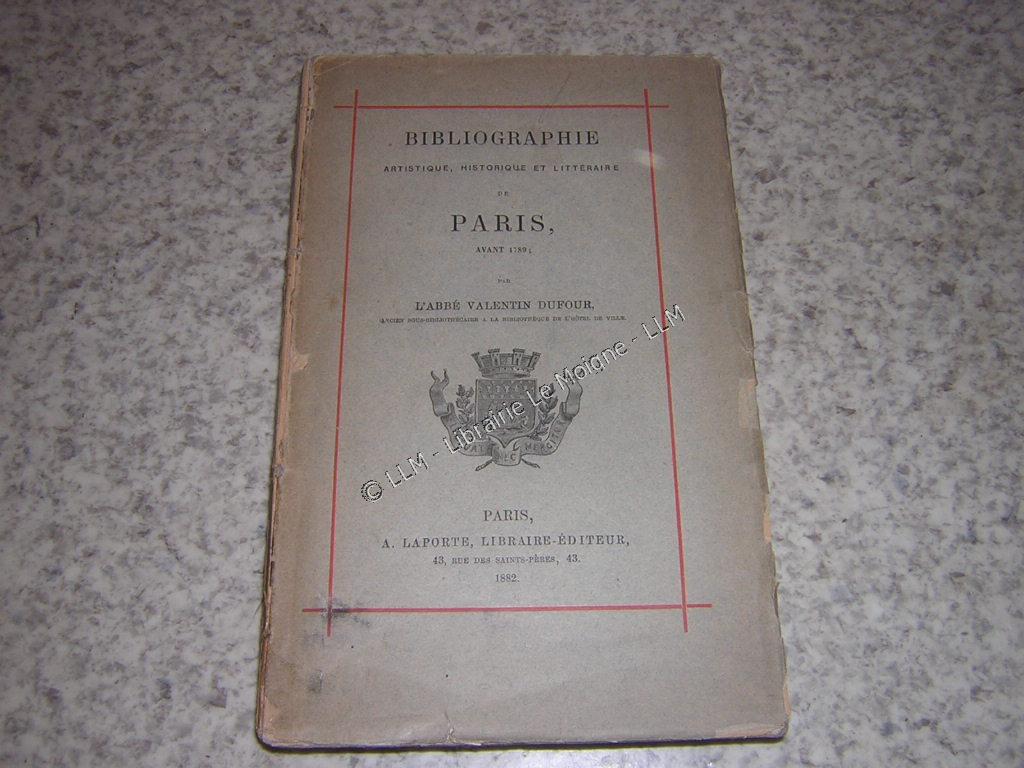 BIBLIOGRAPHIE
ARTISTIQUE, HISTORIQUE ET LITTÉRAIRE
DE
PARIS,
AVANT 1789;
PAR
L'ABBÉ VALENTIN DUFOUR,
ANCIEN SOUS-BIBLIOTHÉCAIRE A LA BIBLIOTHÈQUE DE L'HÔTEL DE VILLE.
NEC MERGITUR
© LLM - Librairie Le Moigne - LLM
PARIS,
A. LAPORTE, LIBRAIRE-ÉDITEUR,
43, RUE DES SAINTS-PÈRES, 43.
1882.